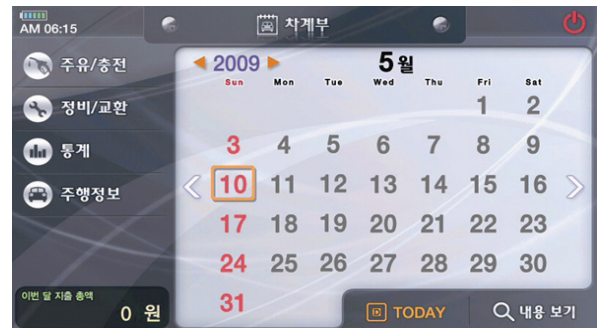 AM 06:15
차계부
주유/충전
정비/교환
통계
주행정보
이번 달 지출 총액
0 원
2009 5월
Sun Mon Tue Wed Thu Fri Sat
1 2
3 4 5 6 7 8 9
10 11 12 13 14 15 16
17 18 19 20 21 22 23
24 25 26 27 28 29 30
31
TODAY
내용 보기